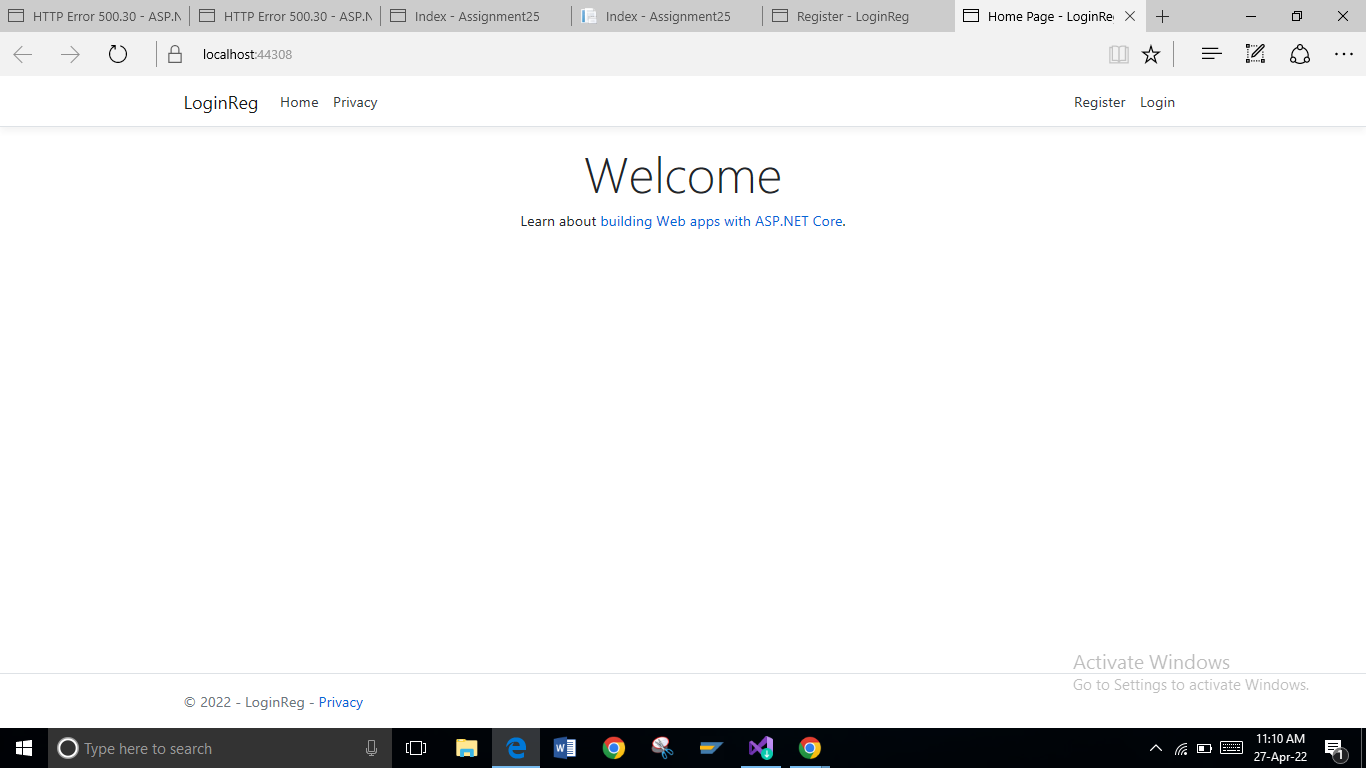 HTTP Error 500.30 - ASP.N
HTTP Error 500.30 - ASP.N
Index - Assignment25
Index - Assignment25
Register - LoginReg
Home Page - LoginRe
localhost:44308
LoginReg Home Privacy Register Login
Welcome
Learn about building Web apps with ASP.NET Core.
Activate Windows
Go to Settings to activate Windows.
© 2022 - LoginReg - Privacy
Type here to search
11:10 AM
27-Apr-22
1